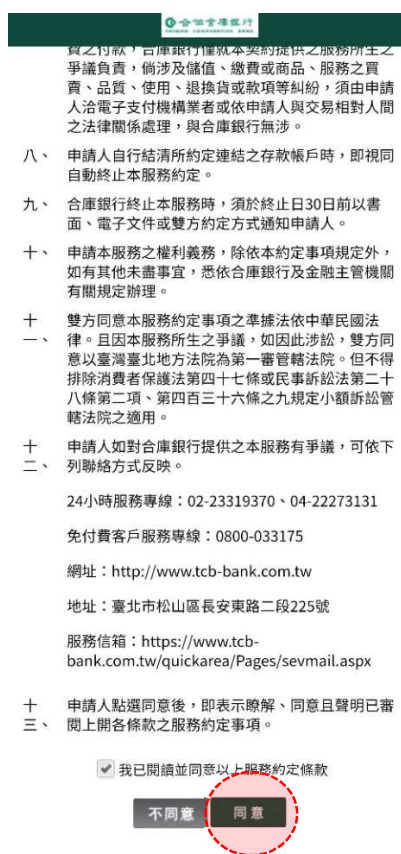 合作金庫銀行
TAIWAN COOPERATIVE BANK
費之付款，合庫銀行僅就本契約提供之服務所生之
爭議負責，倘涉及儲值、繳費或商品、服務之買
賣、品質、使用、退換貨或款項等糾紛，須由申請
人洽電子支付機構業者或依申請人與交易相對人間
之法律關係處理，與合庫銀行無涉。
八、 申請人自行結清所約定連結之存款帳戶時，即視同
自動終止本服務約定。
九、 合庫銀行終止本服務時，須於終止日30日前以書
面、電子文件或雙方約定方式通知申請人。
十、 申請本服務之權利義務，除依本約定事項規定外，
如有其他未盡事宜，悉依合庫銀行及金融主管機關
有關規定辦理。
十 雙方同意本服務約定事項之準據法依中華民國法
一、 律。且因本服務所生之爭議，如因此涉訟，雙方同
意以臺灣臺北地方法院為第一審管轄法院。但不得
排除消費者保護法第四十七條或民事訴訟法第二十
八條第二項、第四百三十六條之九規定小額訴訟管
轄法院之適用。
十 申請人如對合庫銀行提供之本服務有爭議，可依下
二、 列聯絡方式反映。
24小時服務專線：02-23319370、04-22273131
免付費客戶服務專線：0800-033175
網址：http://www.tcb-bank.com.tw
地址：臺北市松山區長安東路二段225號
服務信箱：https://www.tcb-
bank.com.tw/quickarea/Pages/sevmail.aspx
十 申請人點選同意後，即表示瞭解、同意且聲明已審
三、 閱上開各條款之服務約定事項。
我已閱讀並同意以上服務約定條款
不同意 同意